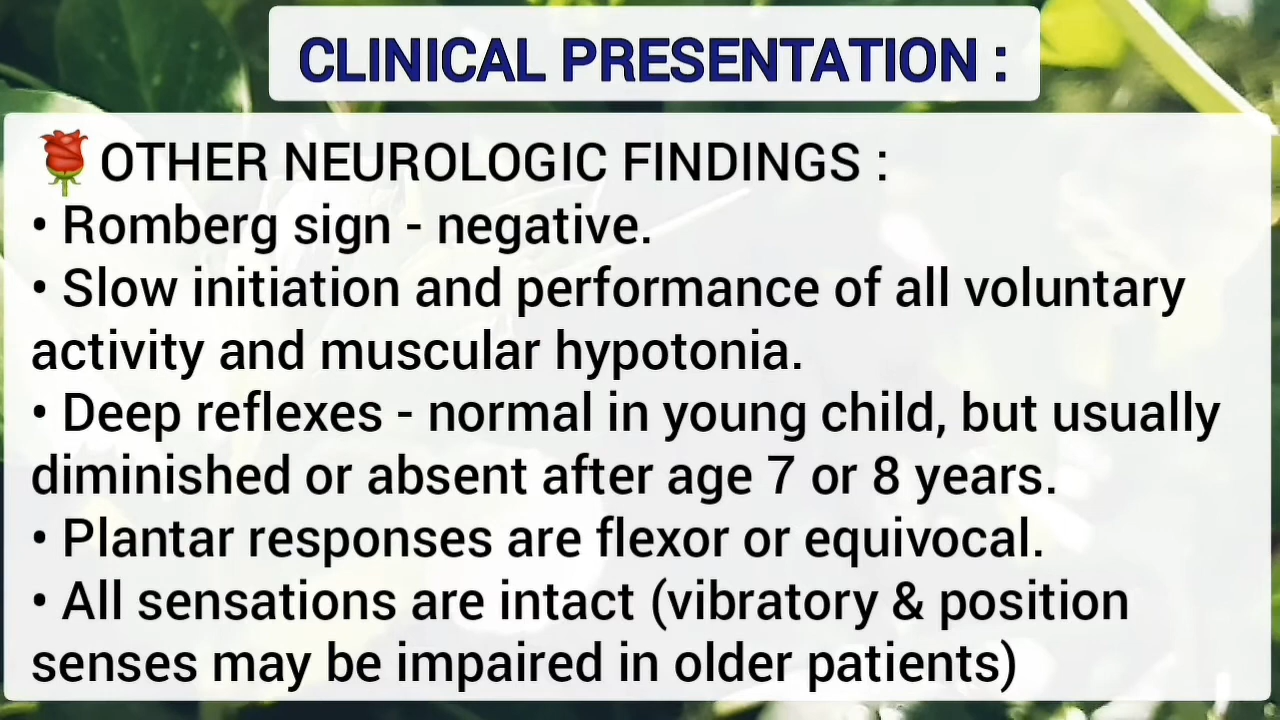 CLINICAL PRESENTATION :
🌹OTHER NEUROLOGIC FINDINGS :
• Romberg sign - negative.
• Slow initiation and performance of all voluntary
activity and muscular hypotonia.
• Deep reflexes - normal in young child, but usually
diminished or absent after age 7 or 8 years.
• Plantar responses are flexor or equivocal.
• All sensations are intact (vibratory & position
senses may be impaired in older patients)